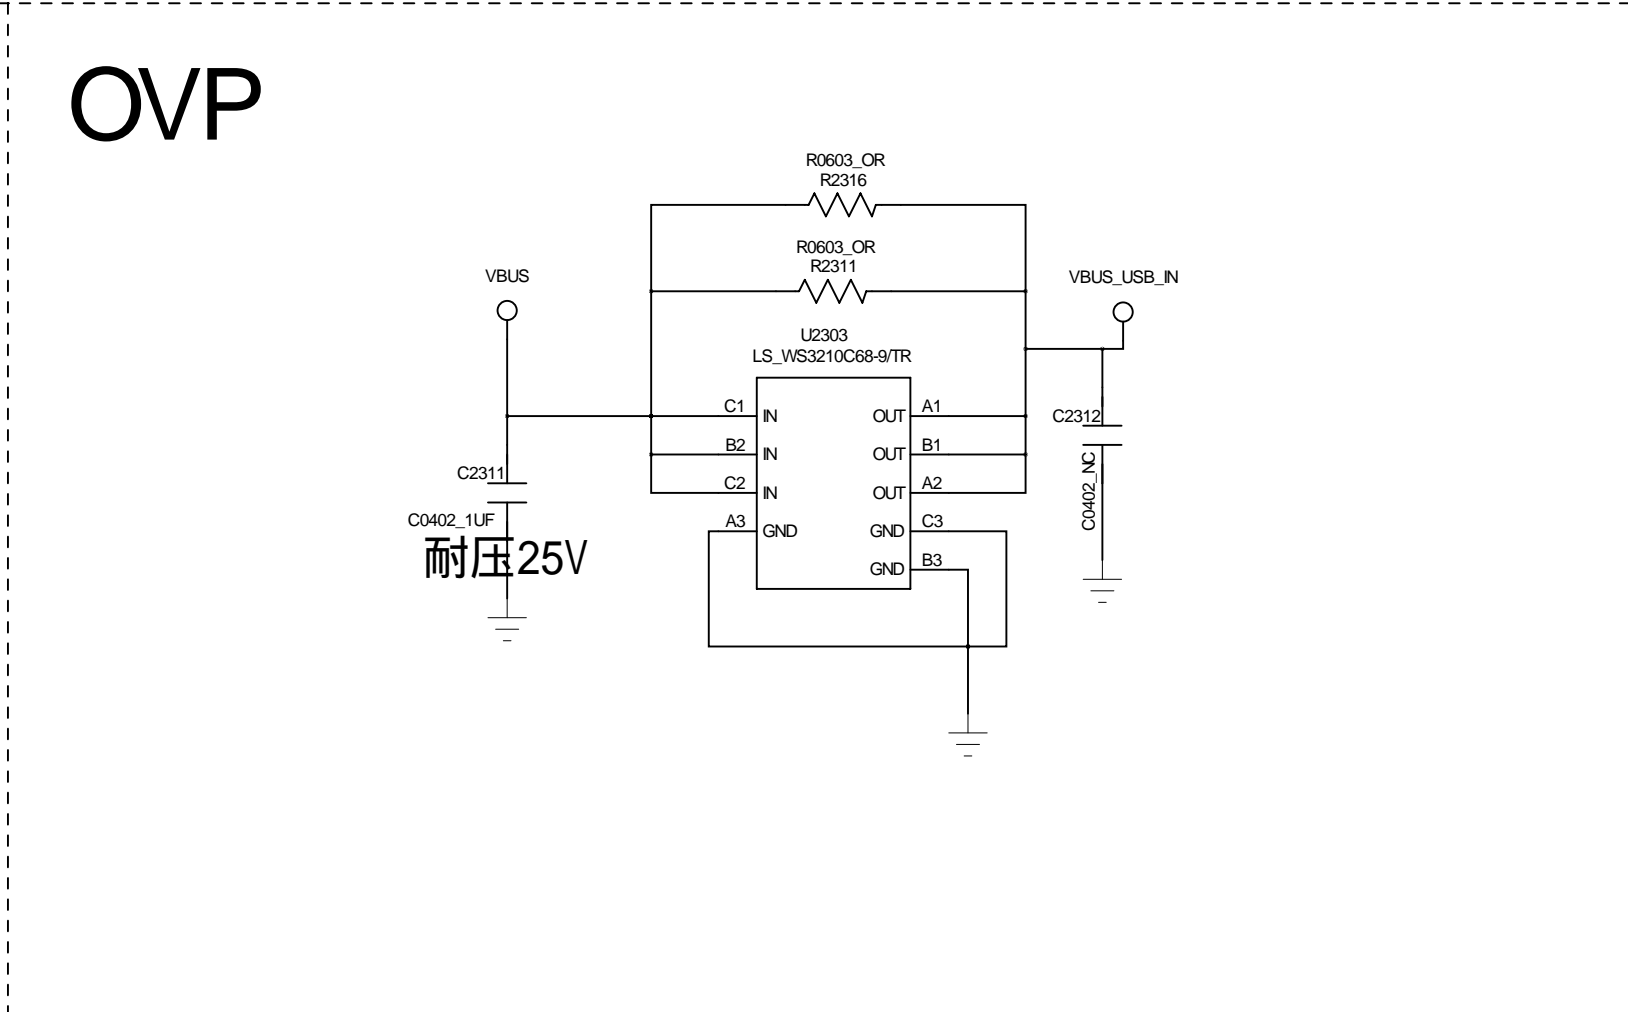 OVP
R0603_OR
R2316
R0603_OR
R2311
VBUS
VBUS_USB_IN
U2303
LS_WS3210C68-9/TR
C1 IN OUT A1
B2 IN OUT B1
C2 IN OUT A2
A3 GND GND C3
GND B3
C2311
C0402_1UF
耐压25V
C2312
C0402_NC